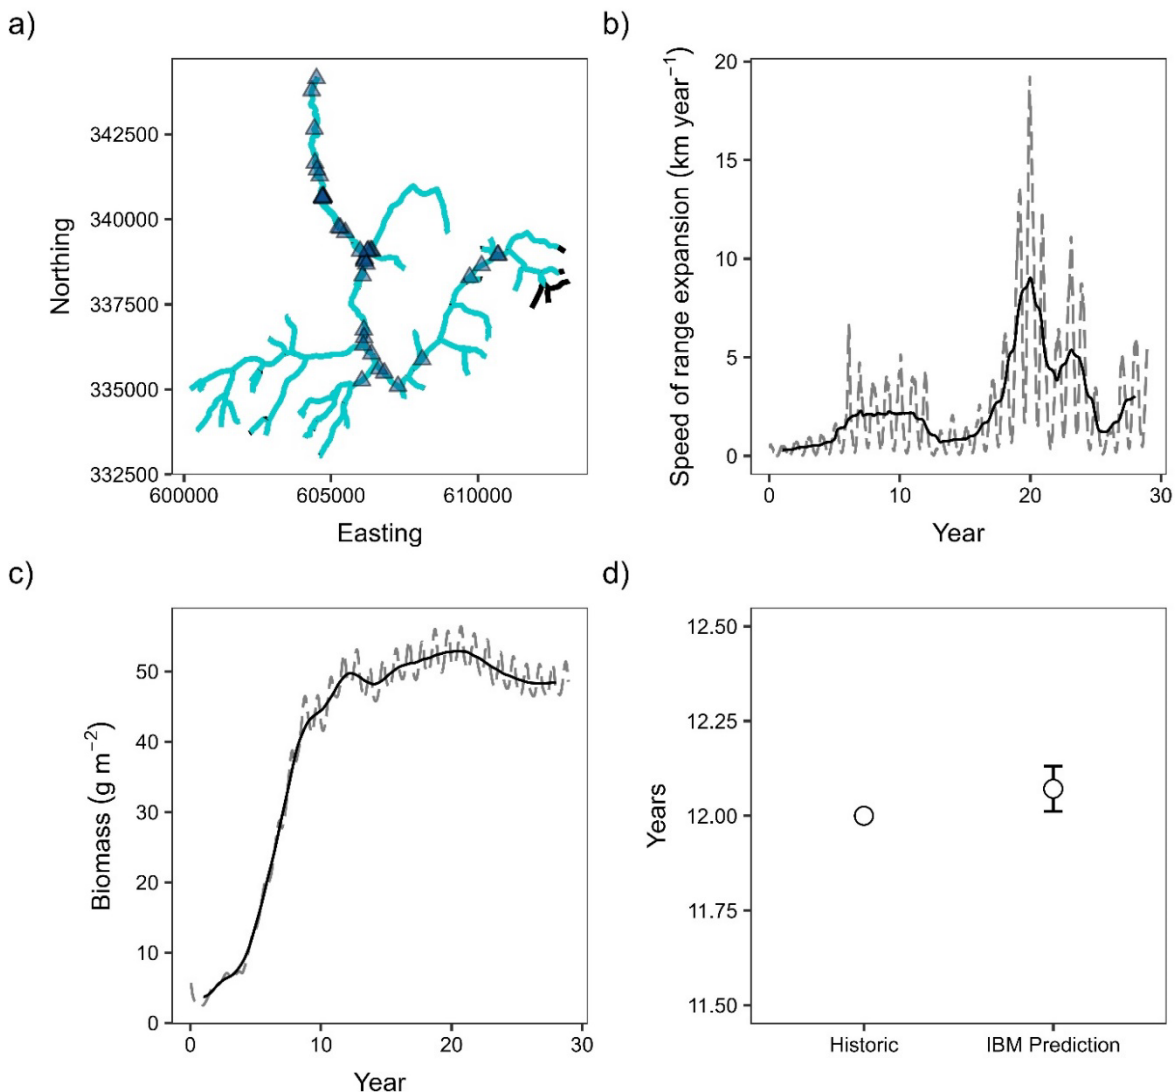 a)
342500
340000
337500
335000
332500
Northing
600000 605000 610000
Easting
b)
20
15
10
5
0
Speed of range expansion (km year⁻¹)
0 10 20 30
Year
c)
50
40
30
20
10
0
Biomass (g m⁻²)
0 10 20 30
Year
d)
12.50
12.25
12.00
11.75
11.50
Years
Historic IBM Prediction